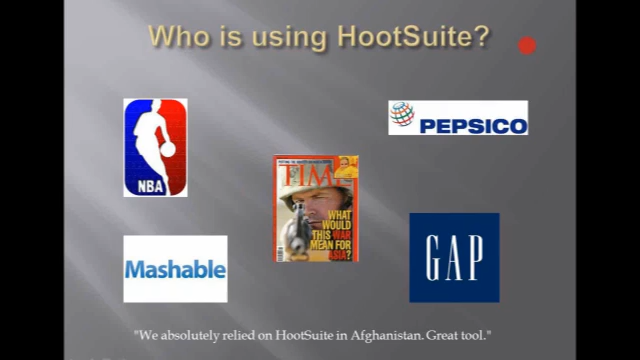 Who is using HootSuite?
NBA
PEPSICO
TIME
WHAT
WOULD
THIS WAR
MEAN FOR
ASIA?
Mashable
GAP
"We absolutely relied on HootSuite in Afghanistan. Great tool."